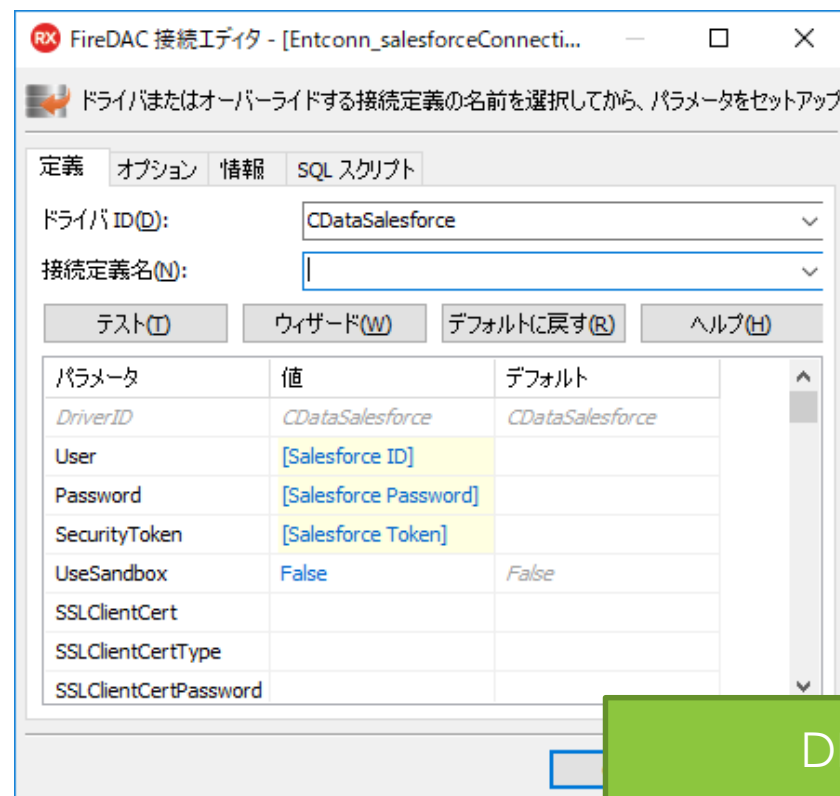 RX FireDAC 接続エディタ - [Entconn_salesforceConnecti...
ドライバまたはオーバーライドする接続定義の名前を選択してから、パラメータをセットアップ
定義 オプション 情報 SQL スクリプト
ドライバ ID(D): CDataSalesforce
接続定義名(N):
テスト(T) ウィザード(W) デフォルトに戻す(R) ヘルプ(H)
パラメータ 値 デフォルト
DriverID CDataSalesforce CDataSalesforce
User [Salesforce ID]
Password [Salesforce Password]
SecurityToken [Salesforce Token]
UseSandbox False False
SSLClientCert
SSLClientCertType
SSLClientCertPassword
D